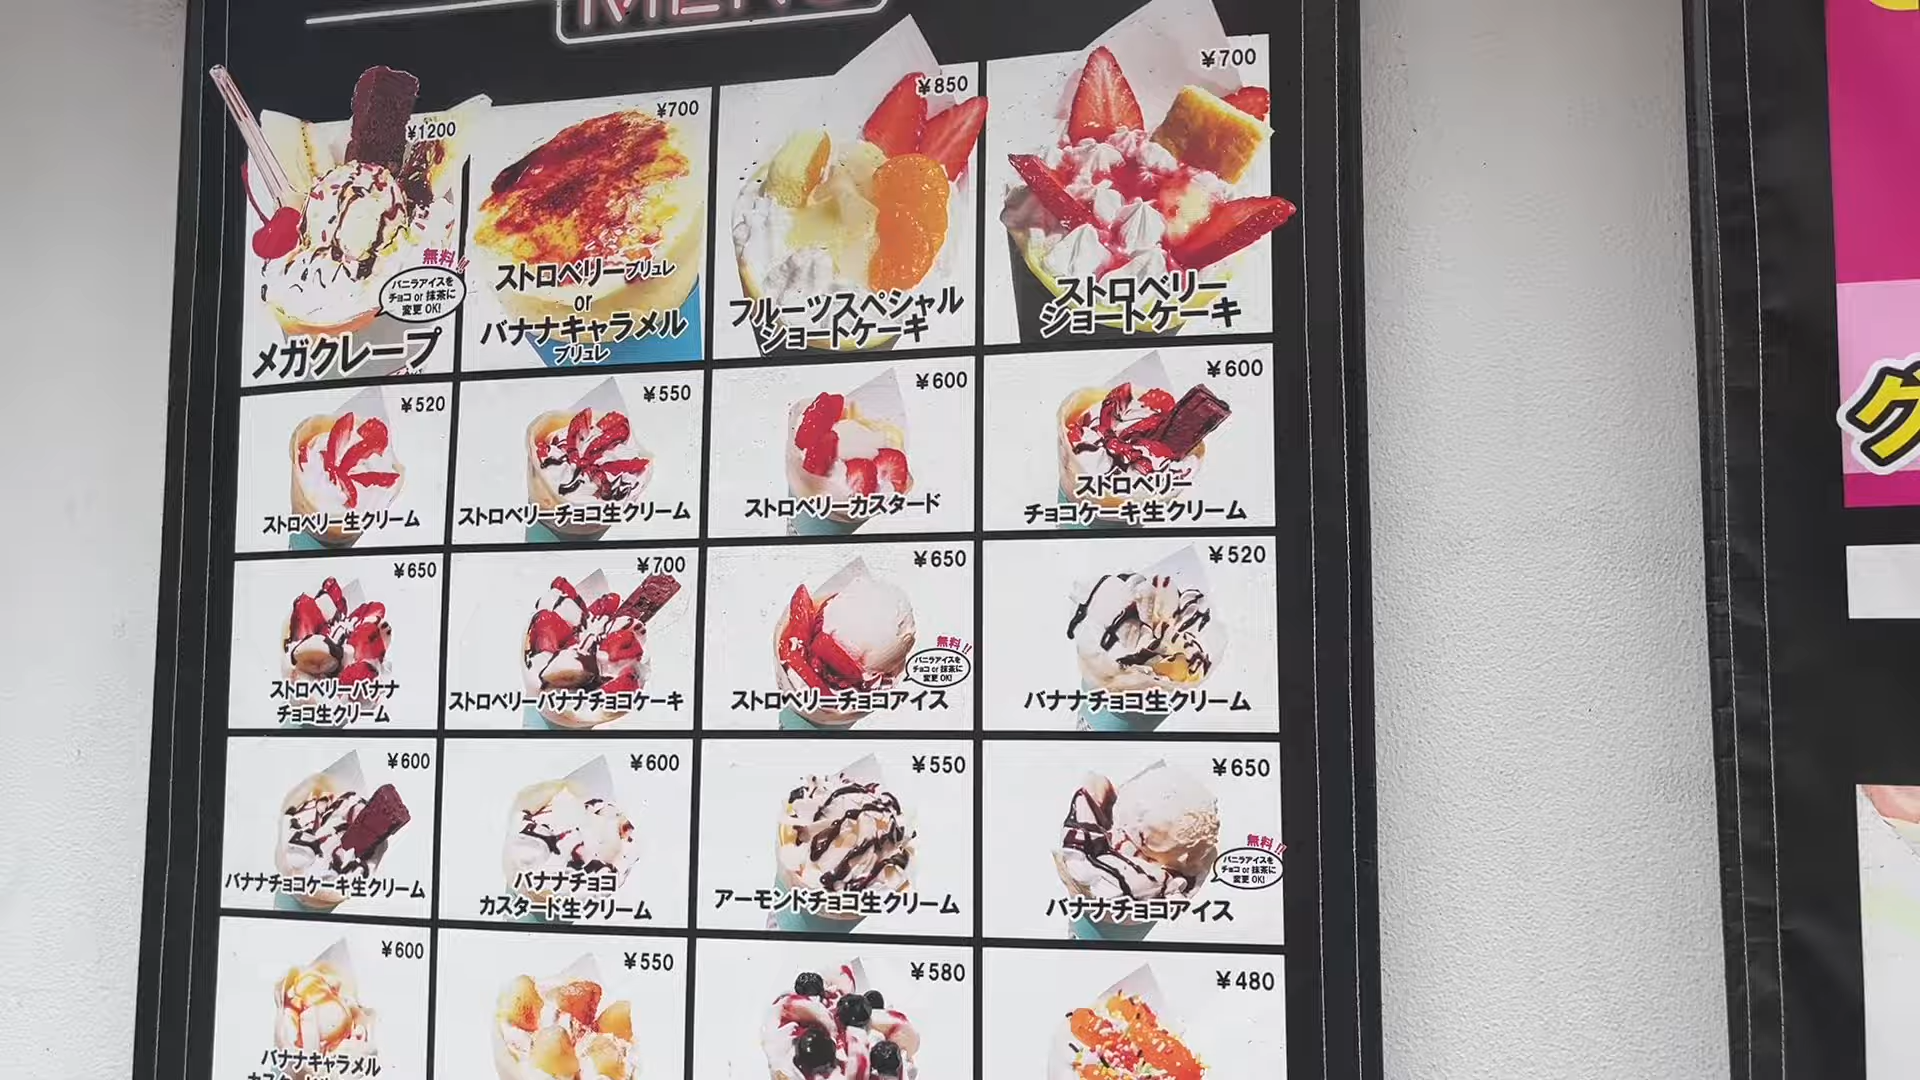 MENU
¥1200
無料!!
バニラアイスを
チョコ or 抹茶に
変更 OK!
メガクレープ
¥700
ストロベリーブリュレ
or
バナナキャラメル
ブリュレ
¥850
フルーツスペシャル
ショートケーキ
¥700
ストロベリー
ショートケーキ
¥520
ストロベリー生クリーム
¥550
ストロベリーチョコ生クリーム
¥600
ストロベリーカスタード
¥600
ストロベリー
チョコケーキ生クリーム
¥650
ストロベリーバナナ
チョコ生クリーム
¥700
ストロベリーバナナチョコケーキ
¥650
無料!!
バニラアイスを
チョコ or 抹茶に
変更 OK!
ストロベリーチョコアイス
¥520
バナナチョコ生クリーム
¥600
バナナチョコケーキ生クリーム
¥600
バナナチョコ
カスタード生クリーム
¥550
アーモンドチョコ生クリーム
¥650
無料!!
バニラアイスを
チョコ or 抹茶に
変更 OK!
バナナチョコアイス
¥600
バナナキャラメル
¥550
¥580
¥480
グ